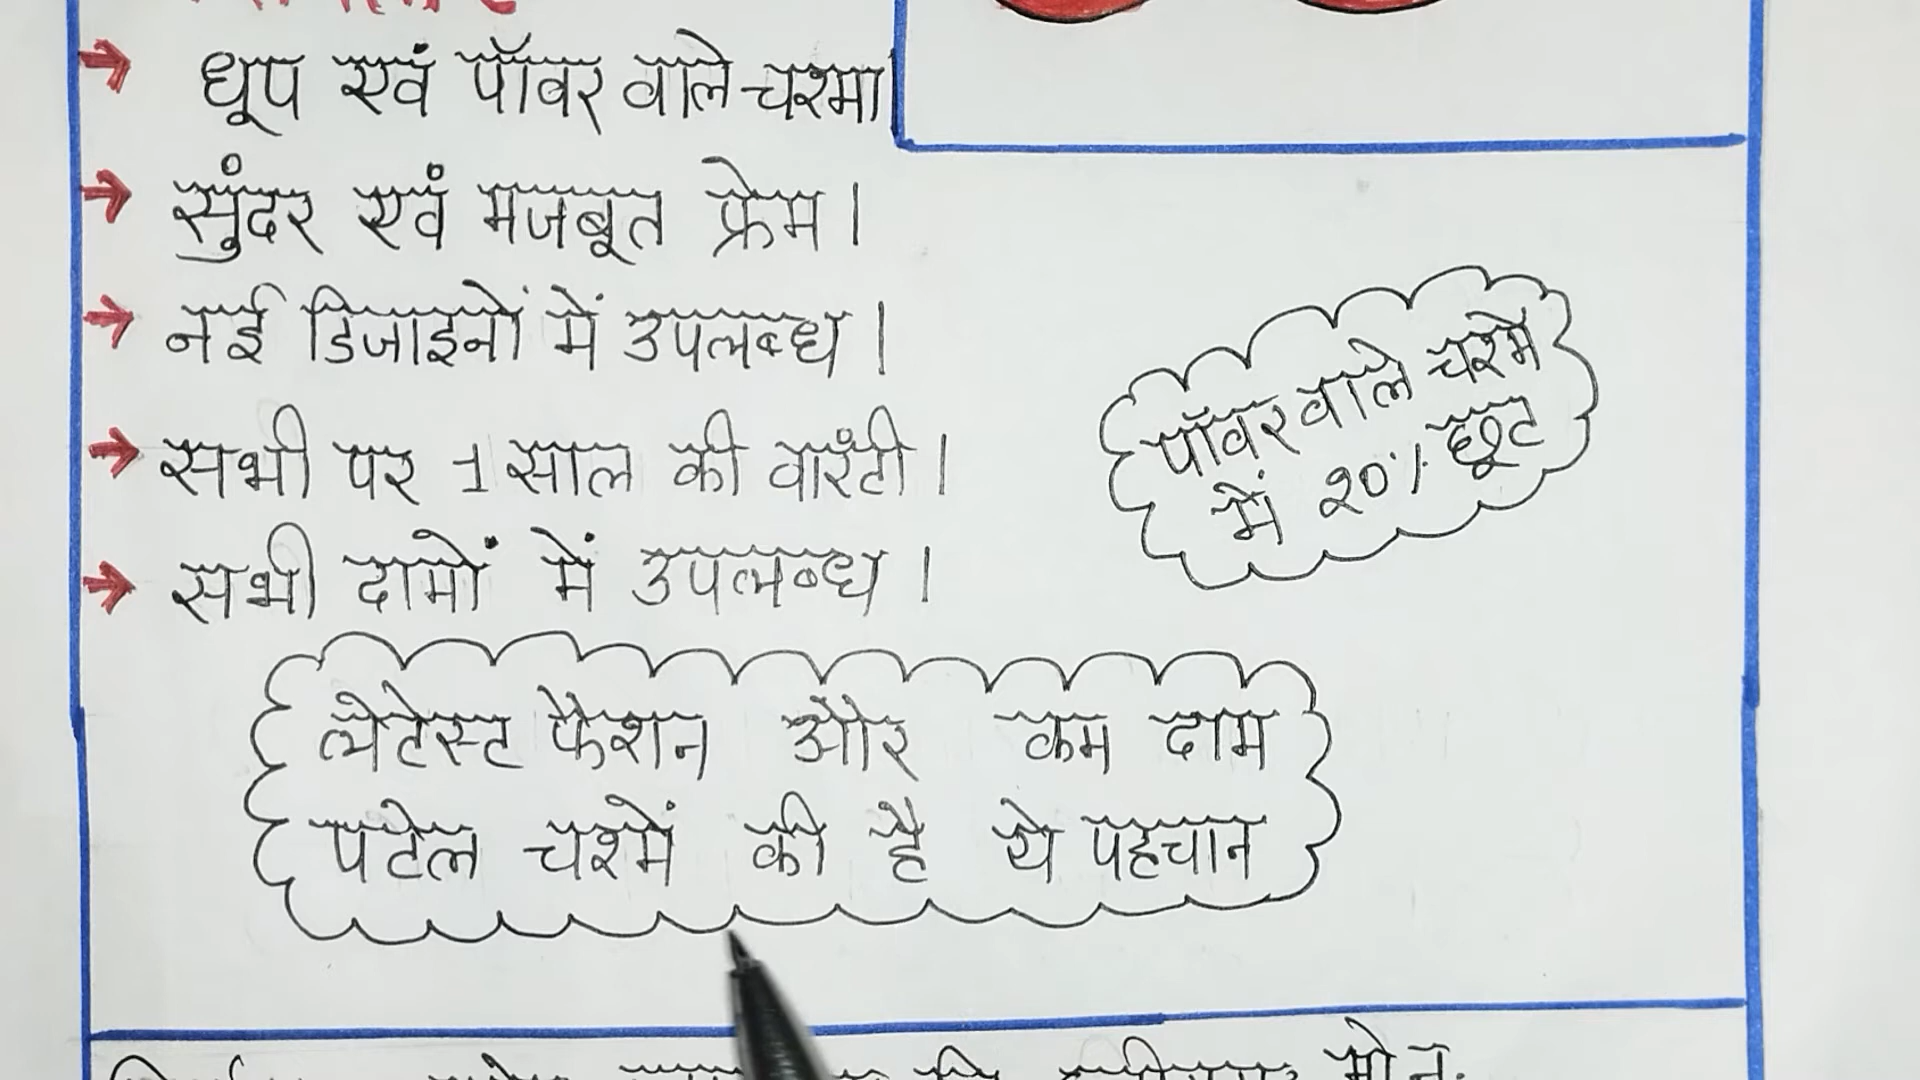 धूप एवं पॉवर वाले चश्मा
सुंदर एवं मजबूत फ्रेम।
नई डिजाइनों में उपलब्ध।
सभी पर 1 साल की वारंटी।
सभी दामों में उपलब्ध।
पॉवर वाले चश्में
में २०% छूट
लेटेस्ट फैशन और कम दाम
पटेल चश्में की है ये पहचान